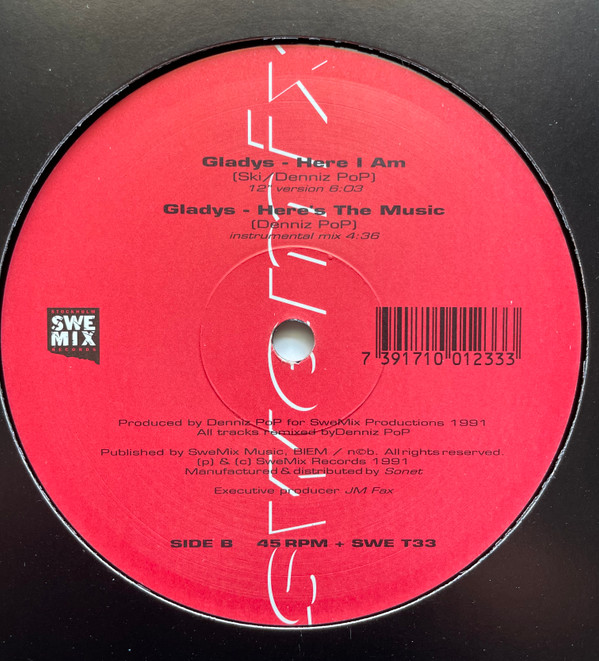 Gladys - Here I Am
(Ski/Denniz PoP)
12" version 6:03
Gladys - Here's The Music
(Denniz PoP)
instrumental mix 4:36
STOCKHOLM
SWE
MIX
RECORDS
7 391710 012333
Produced by Denniz PoP for SweMix Productions 1991
All tracks remixed byDenniz PoP
Published by SweMix Music, BIEM / n©b. All rights reserved.
(p) & (c) SweMix Records 1991
Manufactured & distributed by Sonet
Executive producer JM Fax
SIDE B 45 RPM + SWE T33